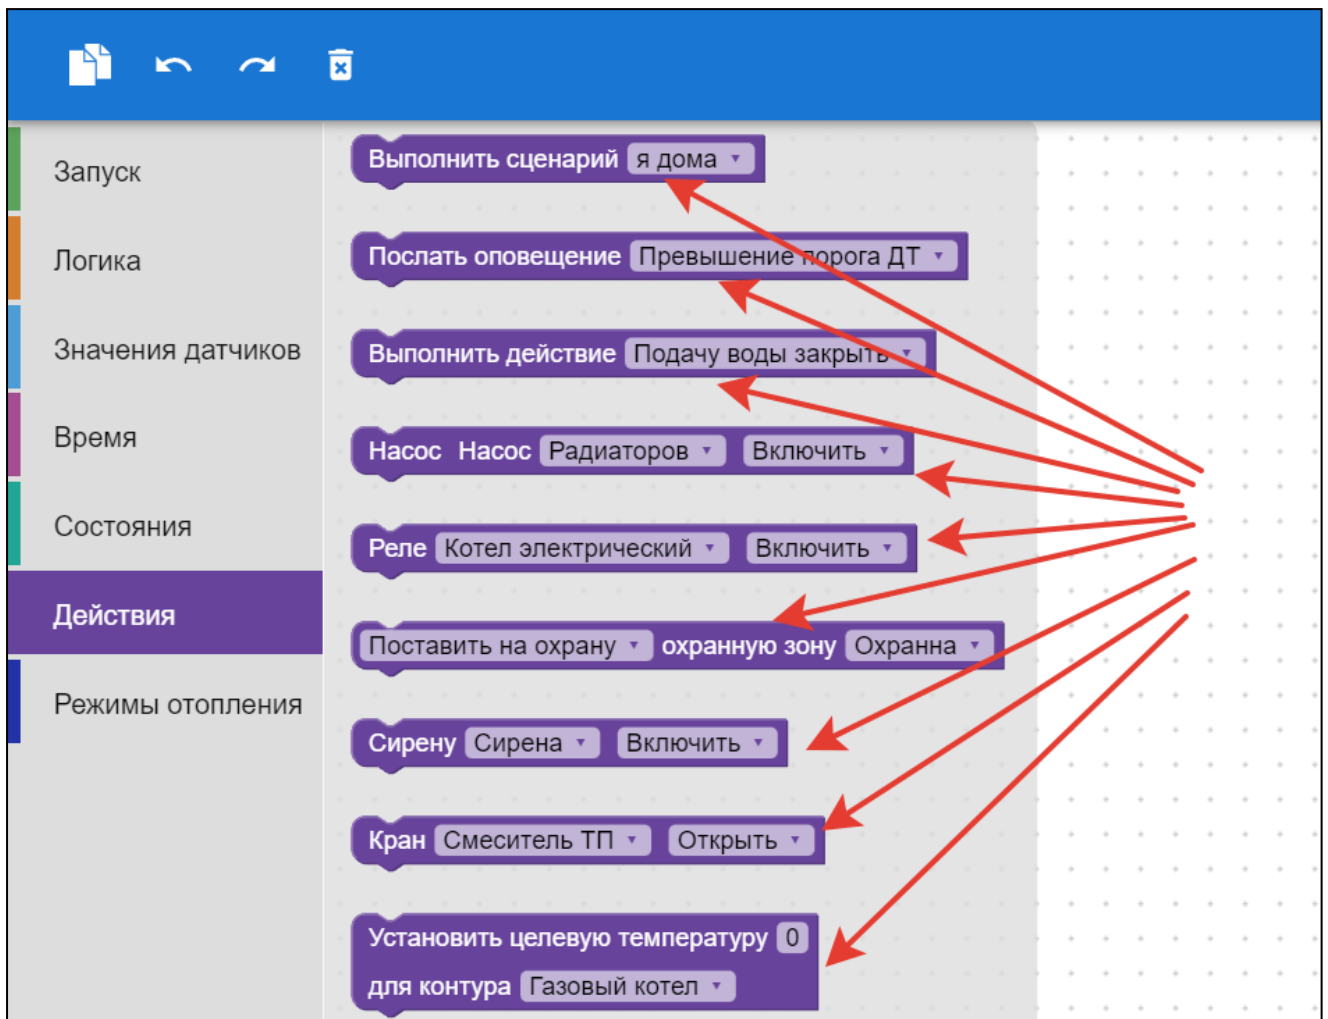 Запуск
Логика
Значения датчиков
Время
Состояния
Действия
Режимы отопления
Выполнить сценарий я дома
Послать оповещение Превышение порога ДТ
Выполнить действие Подачу воды закрыть
Насос Насос Радиаторов Включить
Реле Котел электрический Включить
Поставить на охрану охранную зону Охранна
Сирену Сирена Включить
Кран Смеситель ТП Открыть
Установить целевую температуру 0
для контура Газовый котел